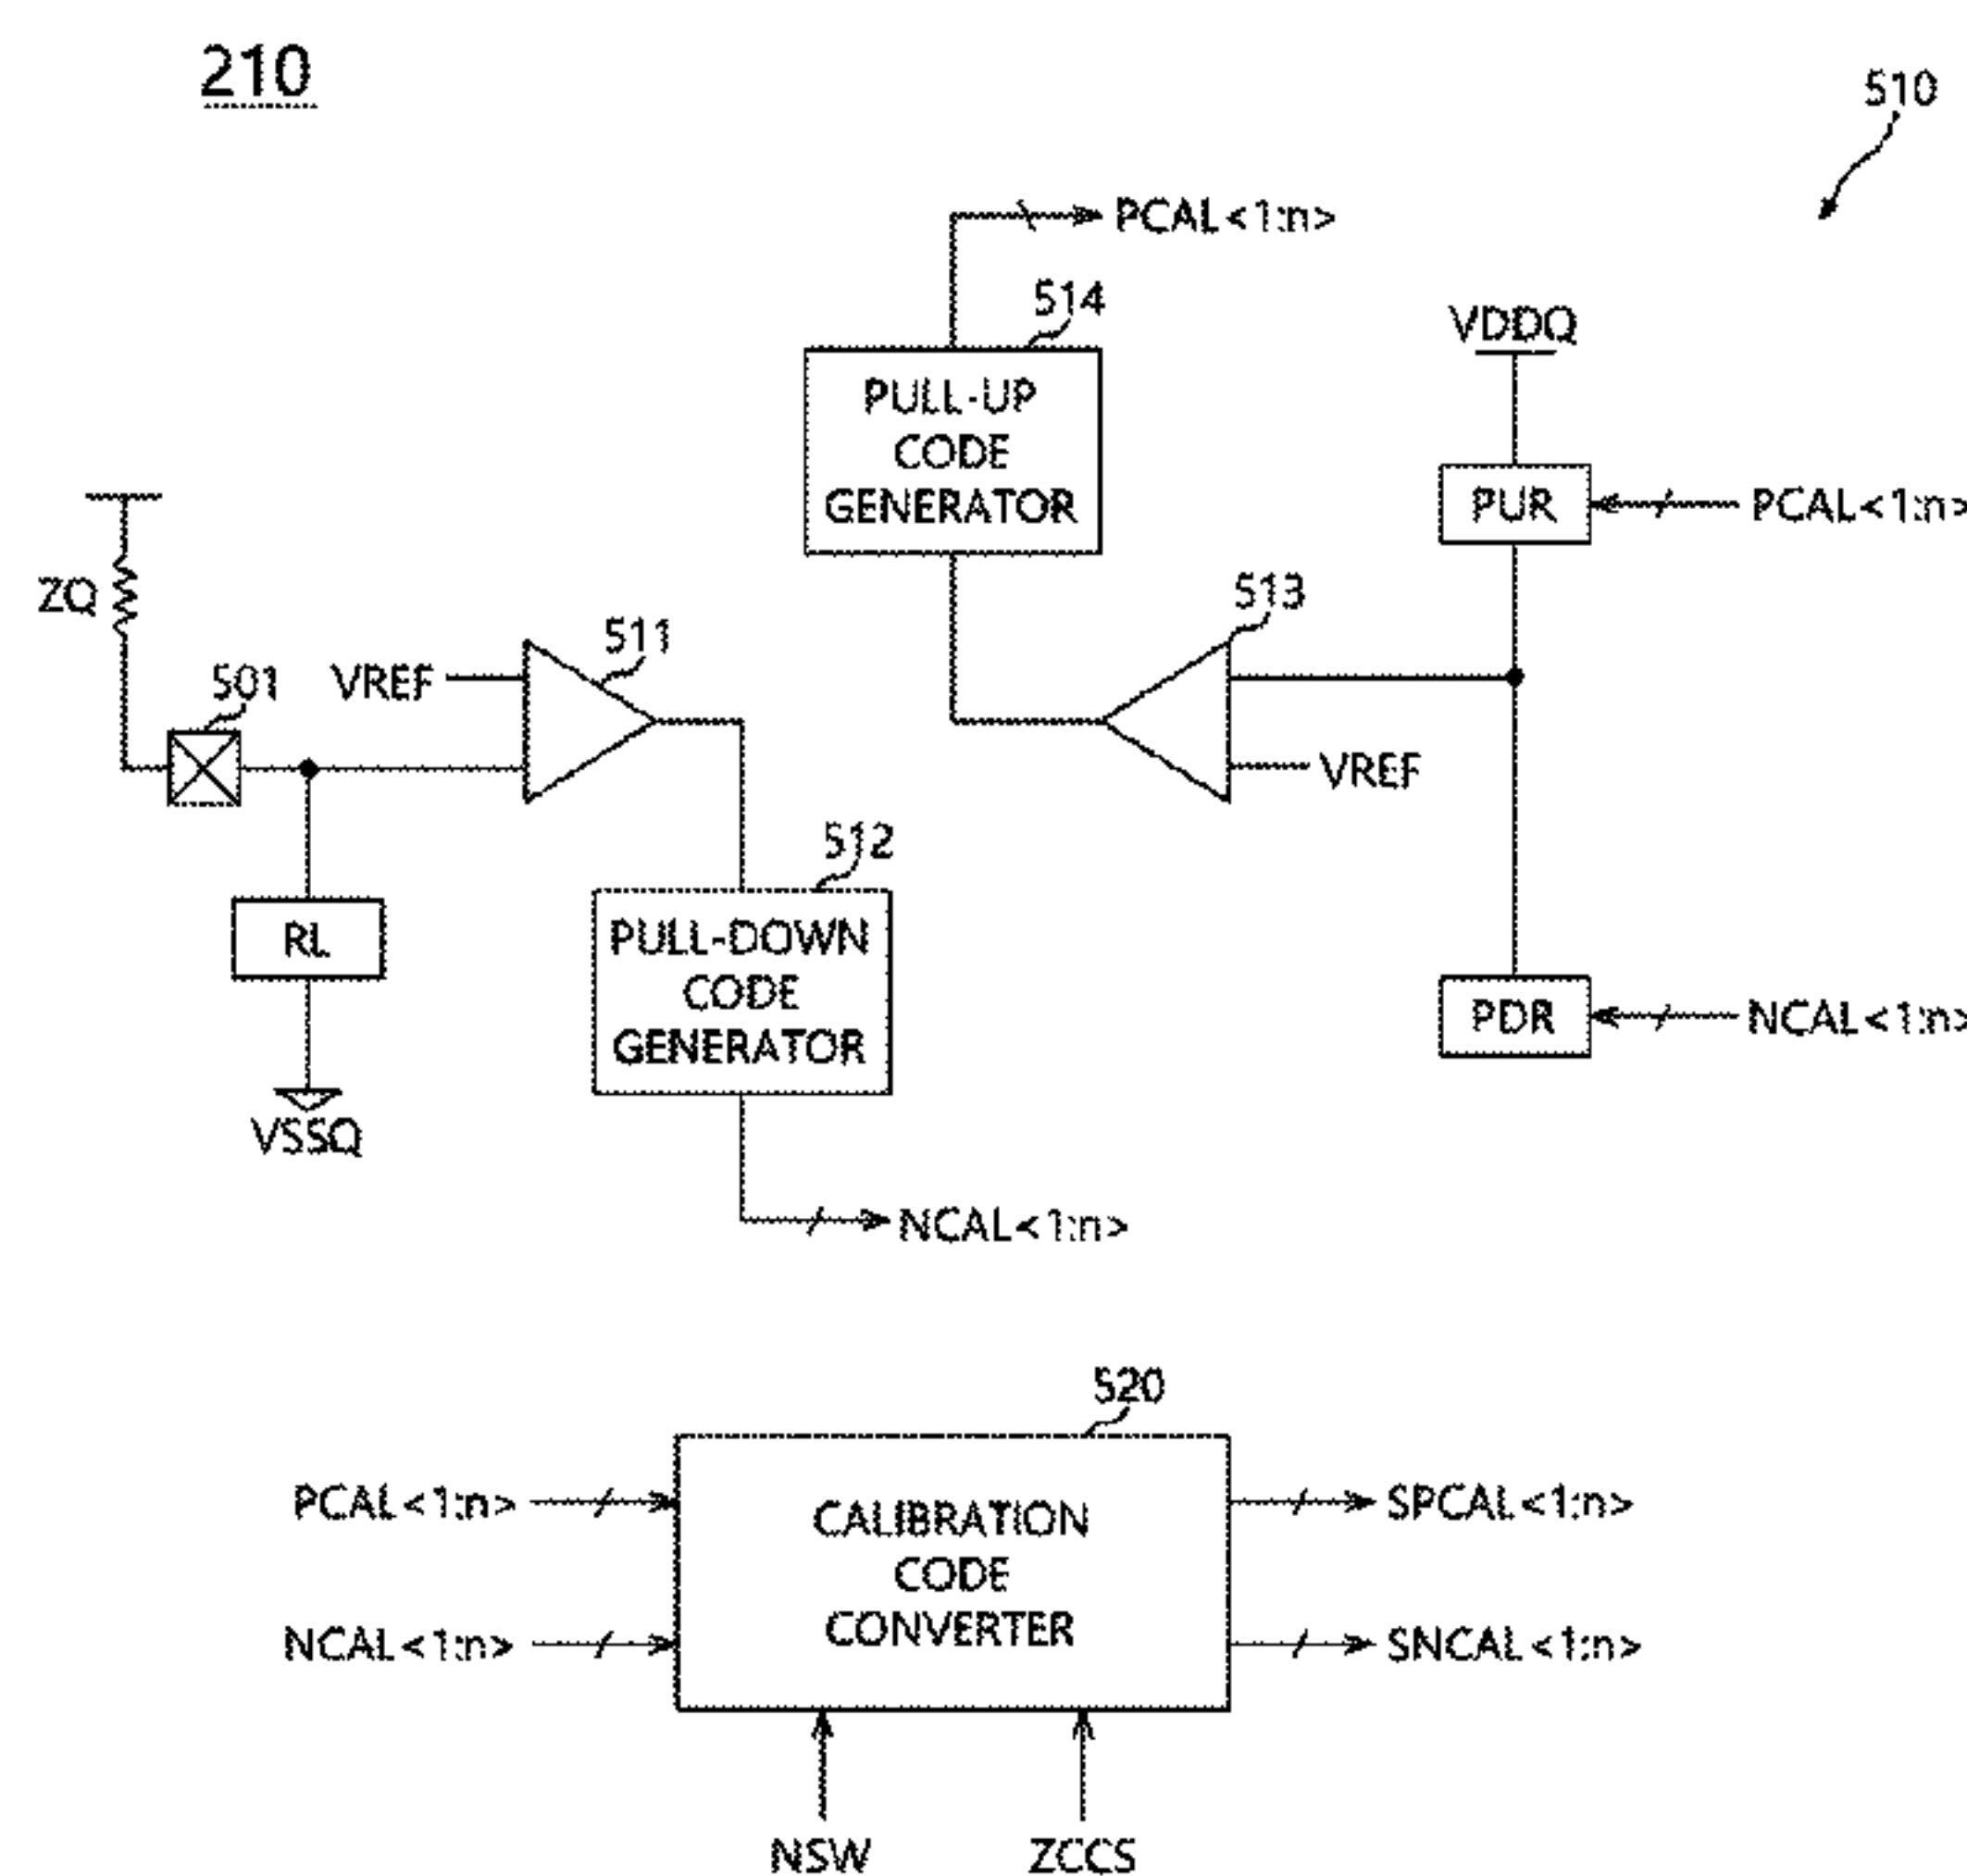 210
510
PCAL<1:n>
514
VDDQ
PULL-UP
CODE
GENERATOR
PUR
PCAL<1:n>
ZQ
513
511
501
VREF
VREF
512
RL
PULL-DOWN
CODE
GENERATOR
PDR
NCAL<1:n>
VSSQ
NCAL<1:n>
520
PCAL<1:n>
CALIBRATION
CODE
CONVERTER
SPCAL<1:n>
NCAL<1:n>
SNCAL<1:n>
NSW
ZCCS